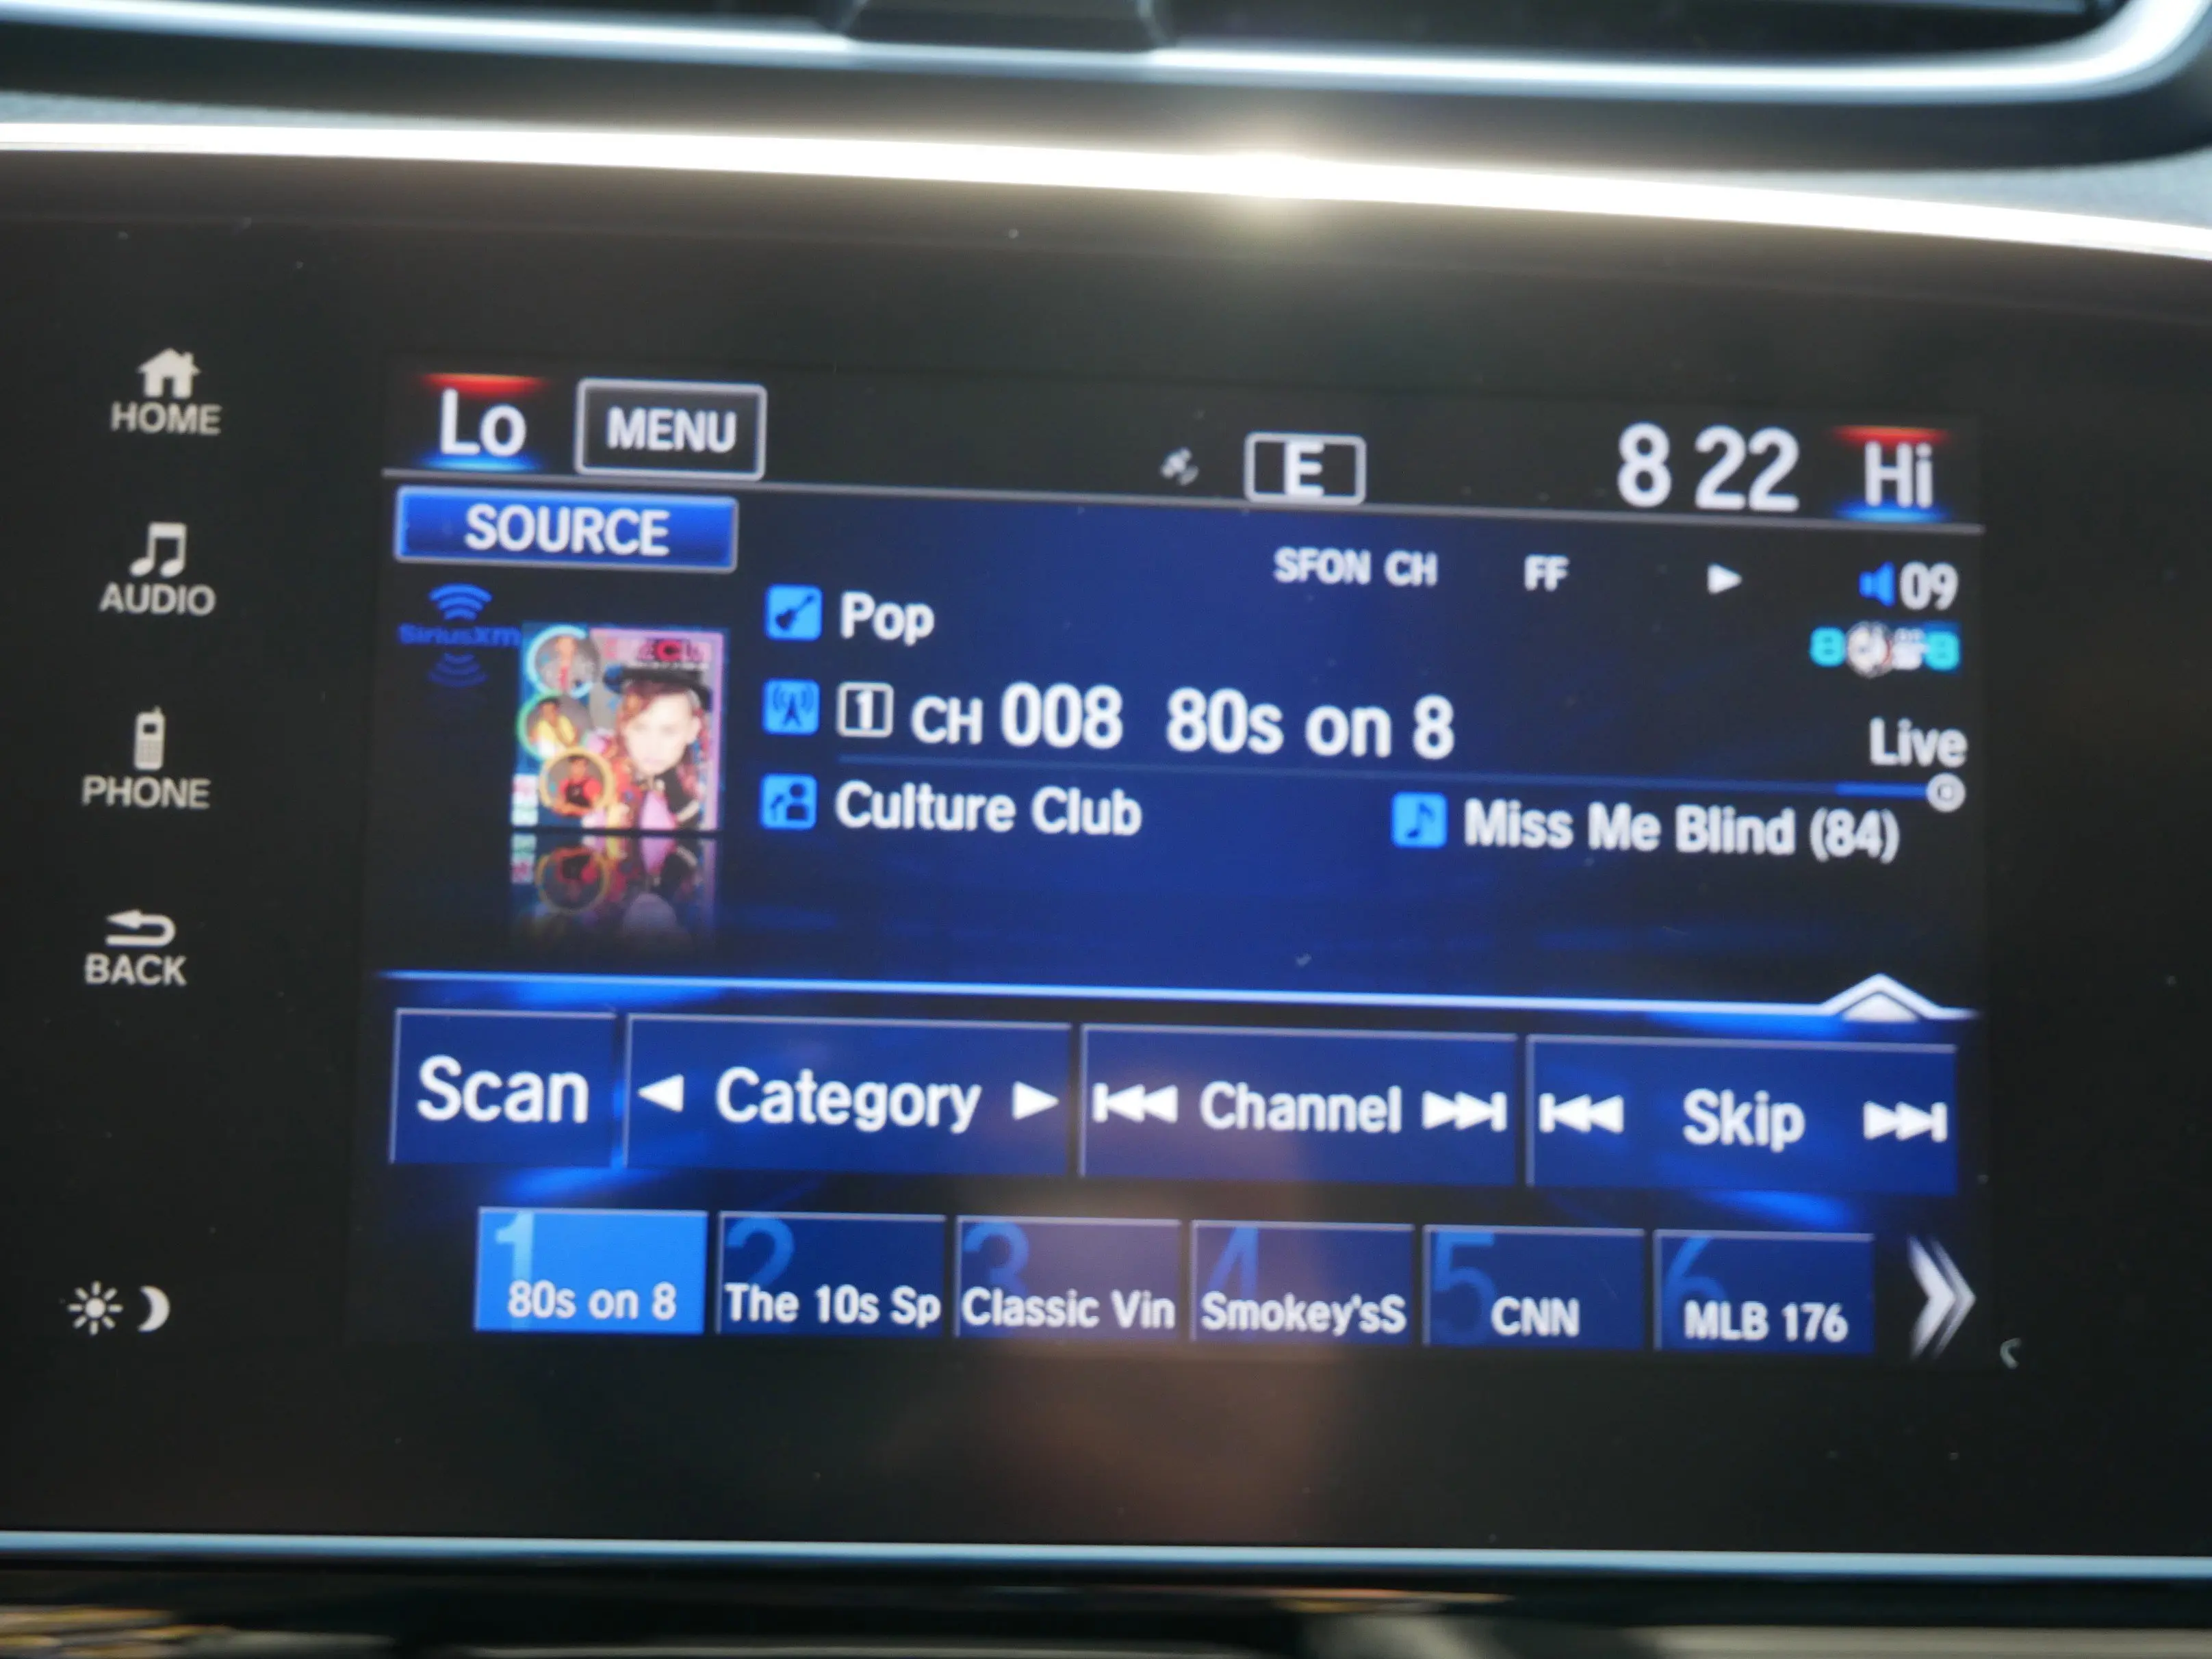 HOME
AUDIO
PHONE
BACK
Lo
MENU
E
8 22
Hi
SOURCE
SFON CH
FF
09
SiriusXM
Pop
1 CH 008 80s on 8
Live
Culture Club
Miss Me Blind (84)
Scan
Category
Channel
Skip
1 80s on 8
2 The 10s Sp
3 Classic Vin
4 Smokey'sS
5 CNN
6 MLB 176